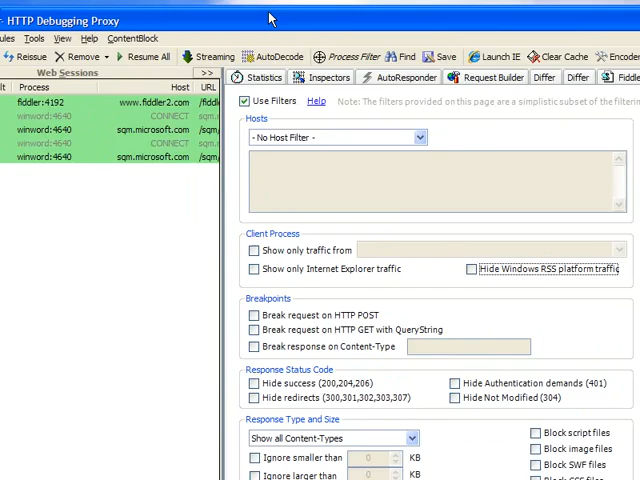 - HTTP Debugging Proxy
ules Tools View Help ContentBlock
Reissue Remove Resume All Streaming AutoDecode Process Filter Find Save Launch IE Clear Cache Encoder
Web Sessions >> Statistics Inspectors AutoResponder Request Builder Differ Differ Fiddle
lt Process Host URL
fiddler:4192 www.fiddler2.com /fiddl
winword:4640 CONNECT sqm.
winword:4640 sqm.microsoft.com /sqm/
winword:4640 CONNECT sqm.
winword:4640 sqm.microsoft.com /sqm/
Use Filters Help Note: The filters provided on this page are a simplistic subset of the filterin
Hosts
- No Host Filter -
Client Process
Show only traffic from
Show only Internet Explorer traffic Hide Windows RSS platform traffic
Breakpoints
Break request on HTTP POST
Break request on HTTP GET with QueryString
Break response on Content-Type
Response Status Code
Hide success (200,204,206) Hide Authentication demands (401)
Hide redirects (300,301,302,303,307) Hide Not Modified (304)
Response Type and Size
Show all Content-Types Block script files
Ignore smaller than 0 KB Block image files
Block SWF files
Ignore larger than 0 KB